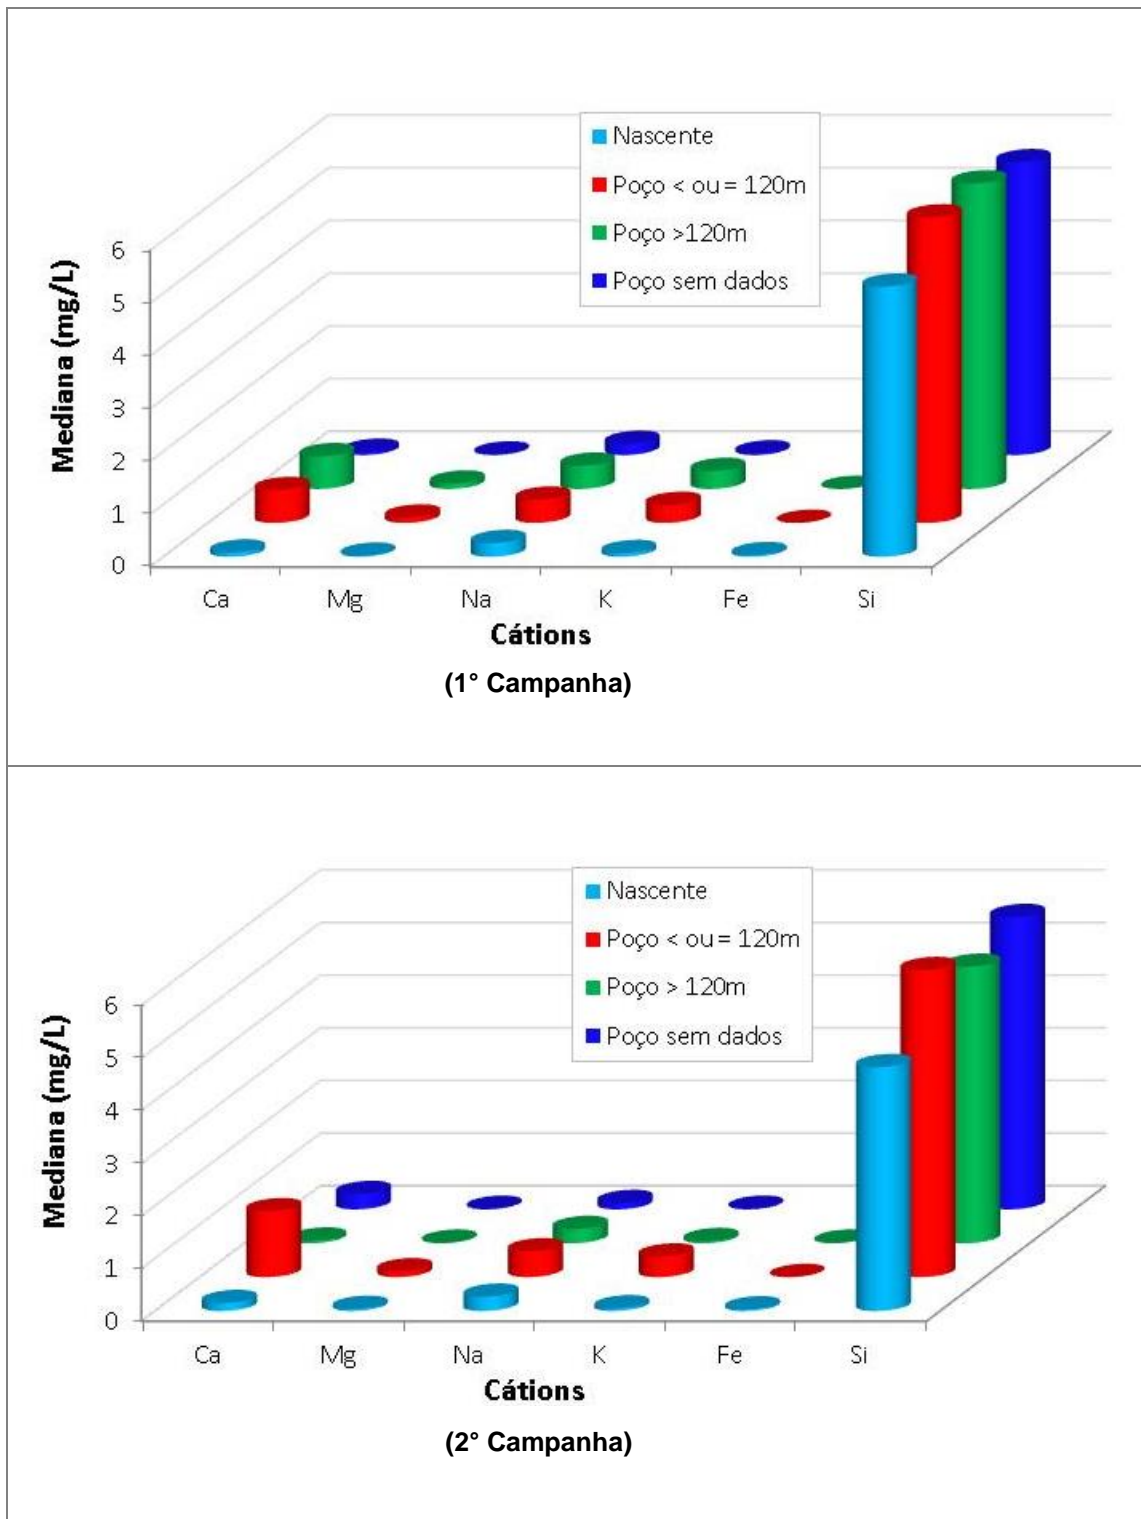 Nascente
Poço < ou = 120m
Poço >120m
Poço sem dados
Mediana (mg/L)
6
5
4
3
2
1
0
Ca Mg Na K Fe Si
Cátions
(1° Campanha)
Nascente
Poço < ou = 120m
Poço > 120m
Poço sem dados
Mediana (mg/L)
6
5
4
3
2
1
0
Ca Mg Na K Fe Si
Cátions
(2° Campanha)